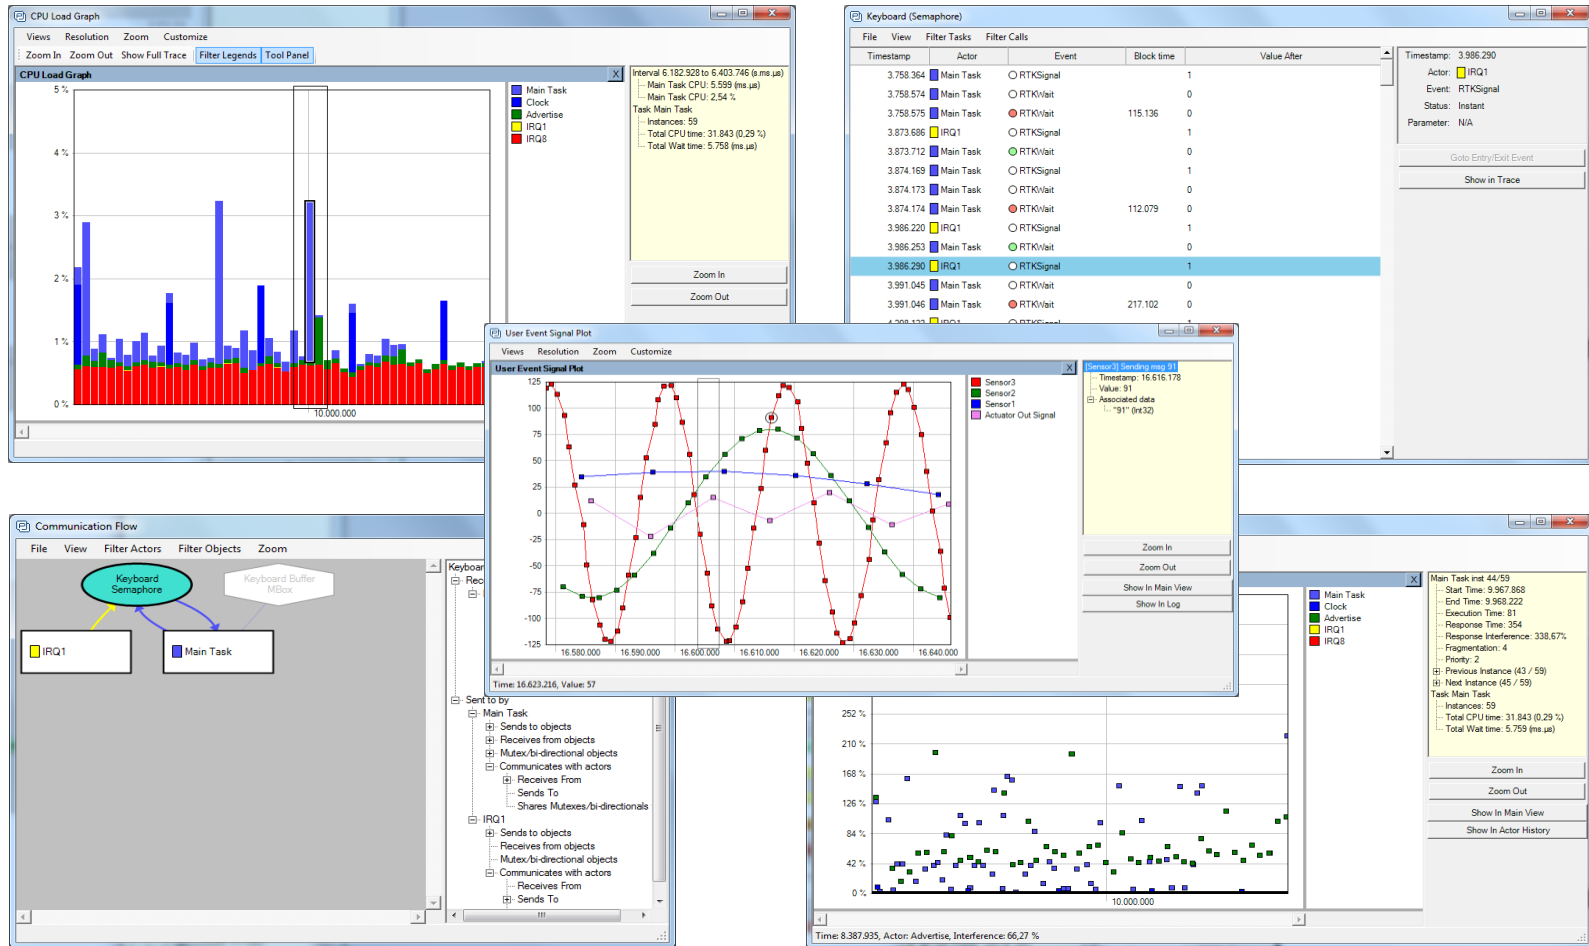 CPU Load Graph
Views Resolution Zoom Customize
Zoom In Zoom Out Show Full Trace Filter Legends Tool Panel
CPU Load Graph X
5 %
4 %
3 %
2 %
1 %
0 %
10.000.000
Main Task
Clock
Advertise
IRQ1
IRQ8
Interval 6.182.928 to 6.403.746 (s.ms.µs)
Main Task CPU: 5.599 (ms.µs)
Main Task CPU: 2,54 %
Task Main Task
Instances: 59
Total CPU time: 31.843 (0,29 %)
Total Wait time: 5.758 (ms.µs)
Zoom In
Zoom Out
Keyboard (Semaphore)
File View Filter Tasks Filter Calls
Timestamp Actor Event Block time Value After
3.758.364 Main Task RTKSignal 1
3.758.574 Main Task RTKWait 0
3.758.575 Main Task RTKWait 115.136 0
3.873.686 IRQ1 RTKSignal 1
3.873.712 Main Task RTKWait 0
3.874.169 Main Task RTKSignal 1
3.874.173 Main Task RTKWait 0
3.874.174 Main Task RTKWait 112.079 0
3.986.220 IRQ1 RTKSignal 1
3.986.253 Main Task RTKWait 0
3.986.290 IRQ1 RTKSignal 1
3.991.045 Main Task RTKWait 0
3.991.046 Main Task RTKWait 217.102 0
Timestamp: 3.986.290
Actor: IRQ1
Event: RTKSignal
Status: Instant
Parameter: N/A
Goto Entry/Exit Event
Show in Trace
User Event Signal Plot
Views Resolution Zoom Customize
User Event Signal Plot X
125
100
75
50
25
0
-25
-50
-75
-100
-125
16.580.000 16.590.000 16.600.000 16.610.000 16.620.000 16.630.000 16.640.000
Sensor3
Sensor2
Sensor1
Actuator Out Signal
[Sensor3] Sending msg 91
Timestamp: 16.616.178
Value: 91
Associated data
"91" (Int32)
Zoom In
Zoom Out
Show In Main View
Show In Log
Time: 16.623.216, Value: 57
Communication Flow
File View Filter Actors Filter Objects Zoom
Keyboard Semaphore
Keyboard Buffer MBox
IRQ1
Main Task
Sent to by
Main Task
Sends to objects
Receives from objects
Mutex/bi-directional objects
Communicates with actors
Receives From
Sends To
Shares Mutexes/bi-directionals
IRQ1
Sends to objects
Receives from objects
Mutex/bi-directional objects
Communicates with actors
Receives From
Sends To
X
252 %
210 %
168 %
126 %
84 %
42 %
0 %
10.000.000
Main Task
Clock
Advertise
IRQ1
IRQ8
Main Task inst 44/59
Start Time: 9.967.868
End Time: 9.968.222
Execution Time: 81
Response Time: 354
Response Interference: 338,67%
Fragmentation: 4
Priority: 2
Previous Instance (43 / 59)
Next Instance (45 / 59)
Task Main Task
Instances: 59
Total CPU time: 31.843 (0,29 %)
Total Wait time: 5.759 (ms.µs)
Zoom In
Zoom Out
Show In Main View
Show In Actor History
Time: 8.387.935, Actor: Advertise, Interference: 66,27 %